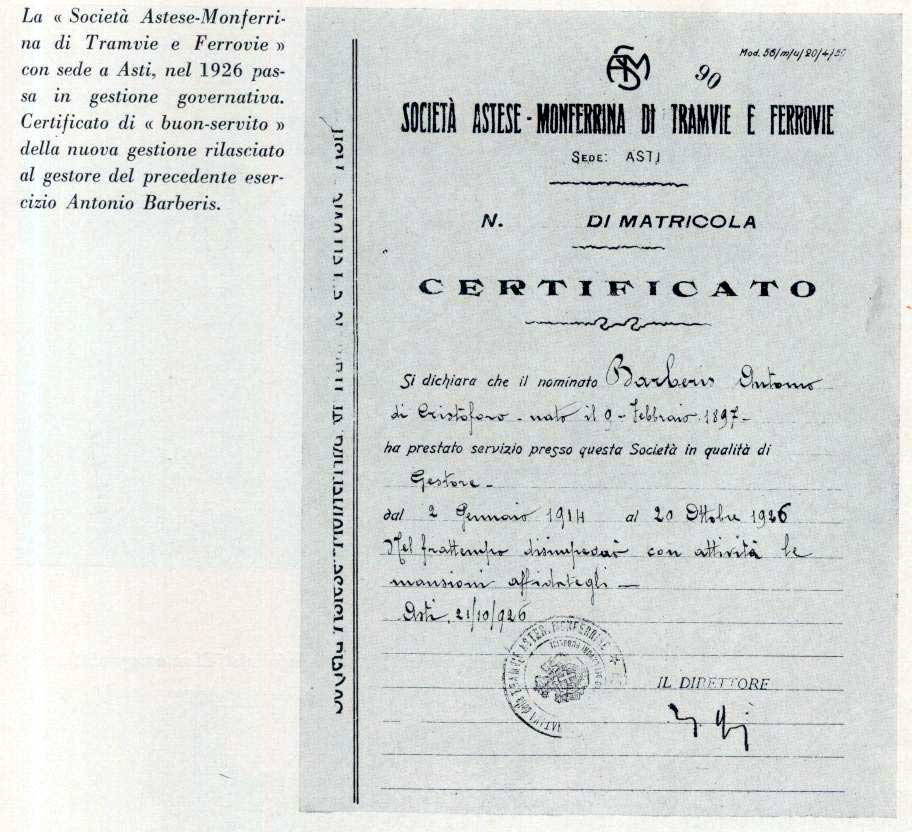 La « Società Astese-Monferri-
na di Tramvie e Ferrovie »
con sede a Asti, nel 1926 pas-
sa in gestione governativa.
Certificato di « buon-servito »
della nuova gestione rilasciato
al gestore del precedente eser-
cizio Antonio Barberis.
ASM
90
SOCIETÀ ASTESE-MONFERRINA DI TRAMVIE E FERROVIE
SEDE: ASTI
N. DI MATRICOLA
CERTIFICATO
Si dichiara che il nominato Barberis Antonio
di Cristoforo - nato il 9 - Febbraio 1897 -
ha prestato servizio presso questa Società in qualità di
Gestore -
dal 2 Gennaio 1914 al 20 Ottobre 1926
Nel frattempo con attività le
mansioni affidategli —
Asti, 21/10/926
TRAMVIE ASTESI MONFERRINE
IL DIRETTORE